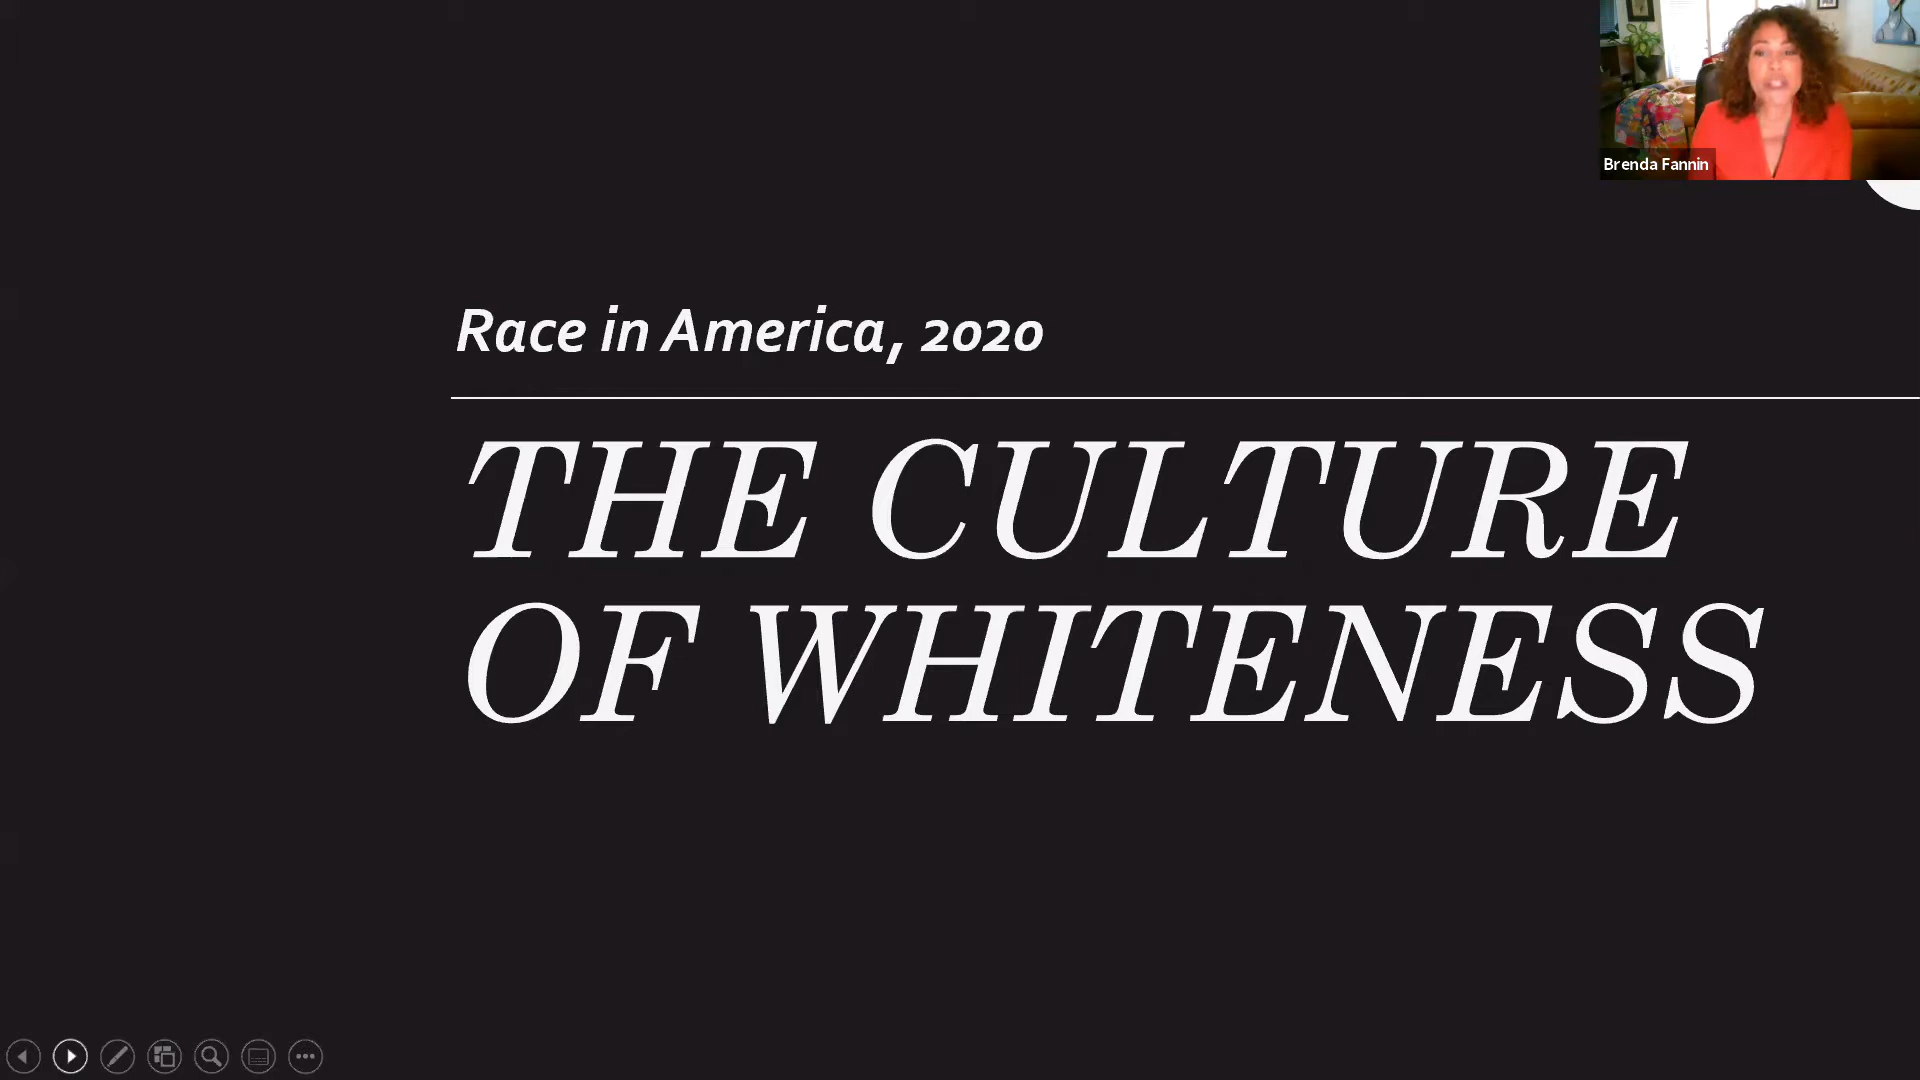 Brenda Fannin
Race in America, 2020
THE CULTURE
OF WHITENESS